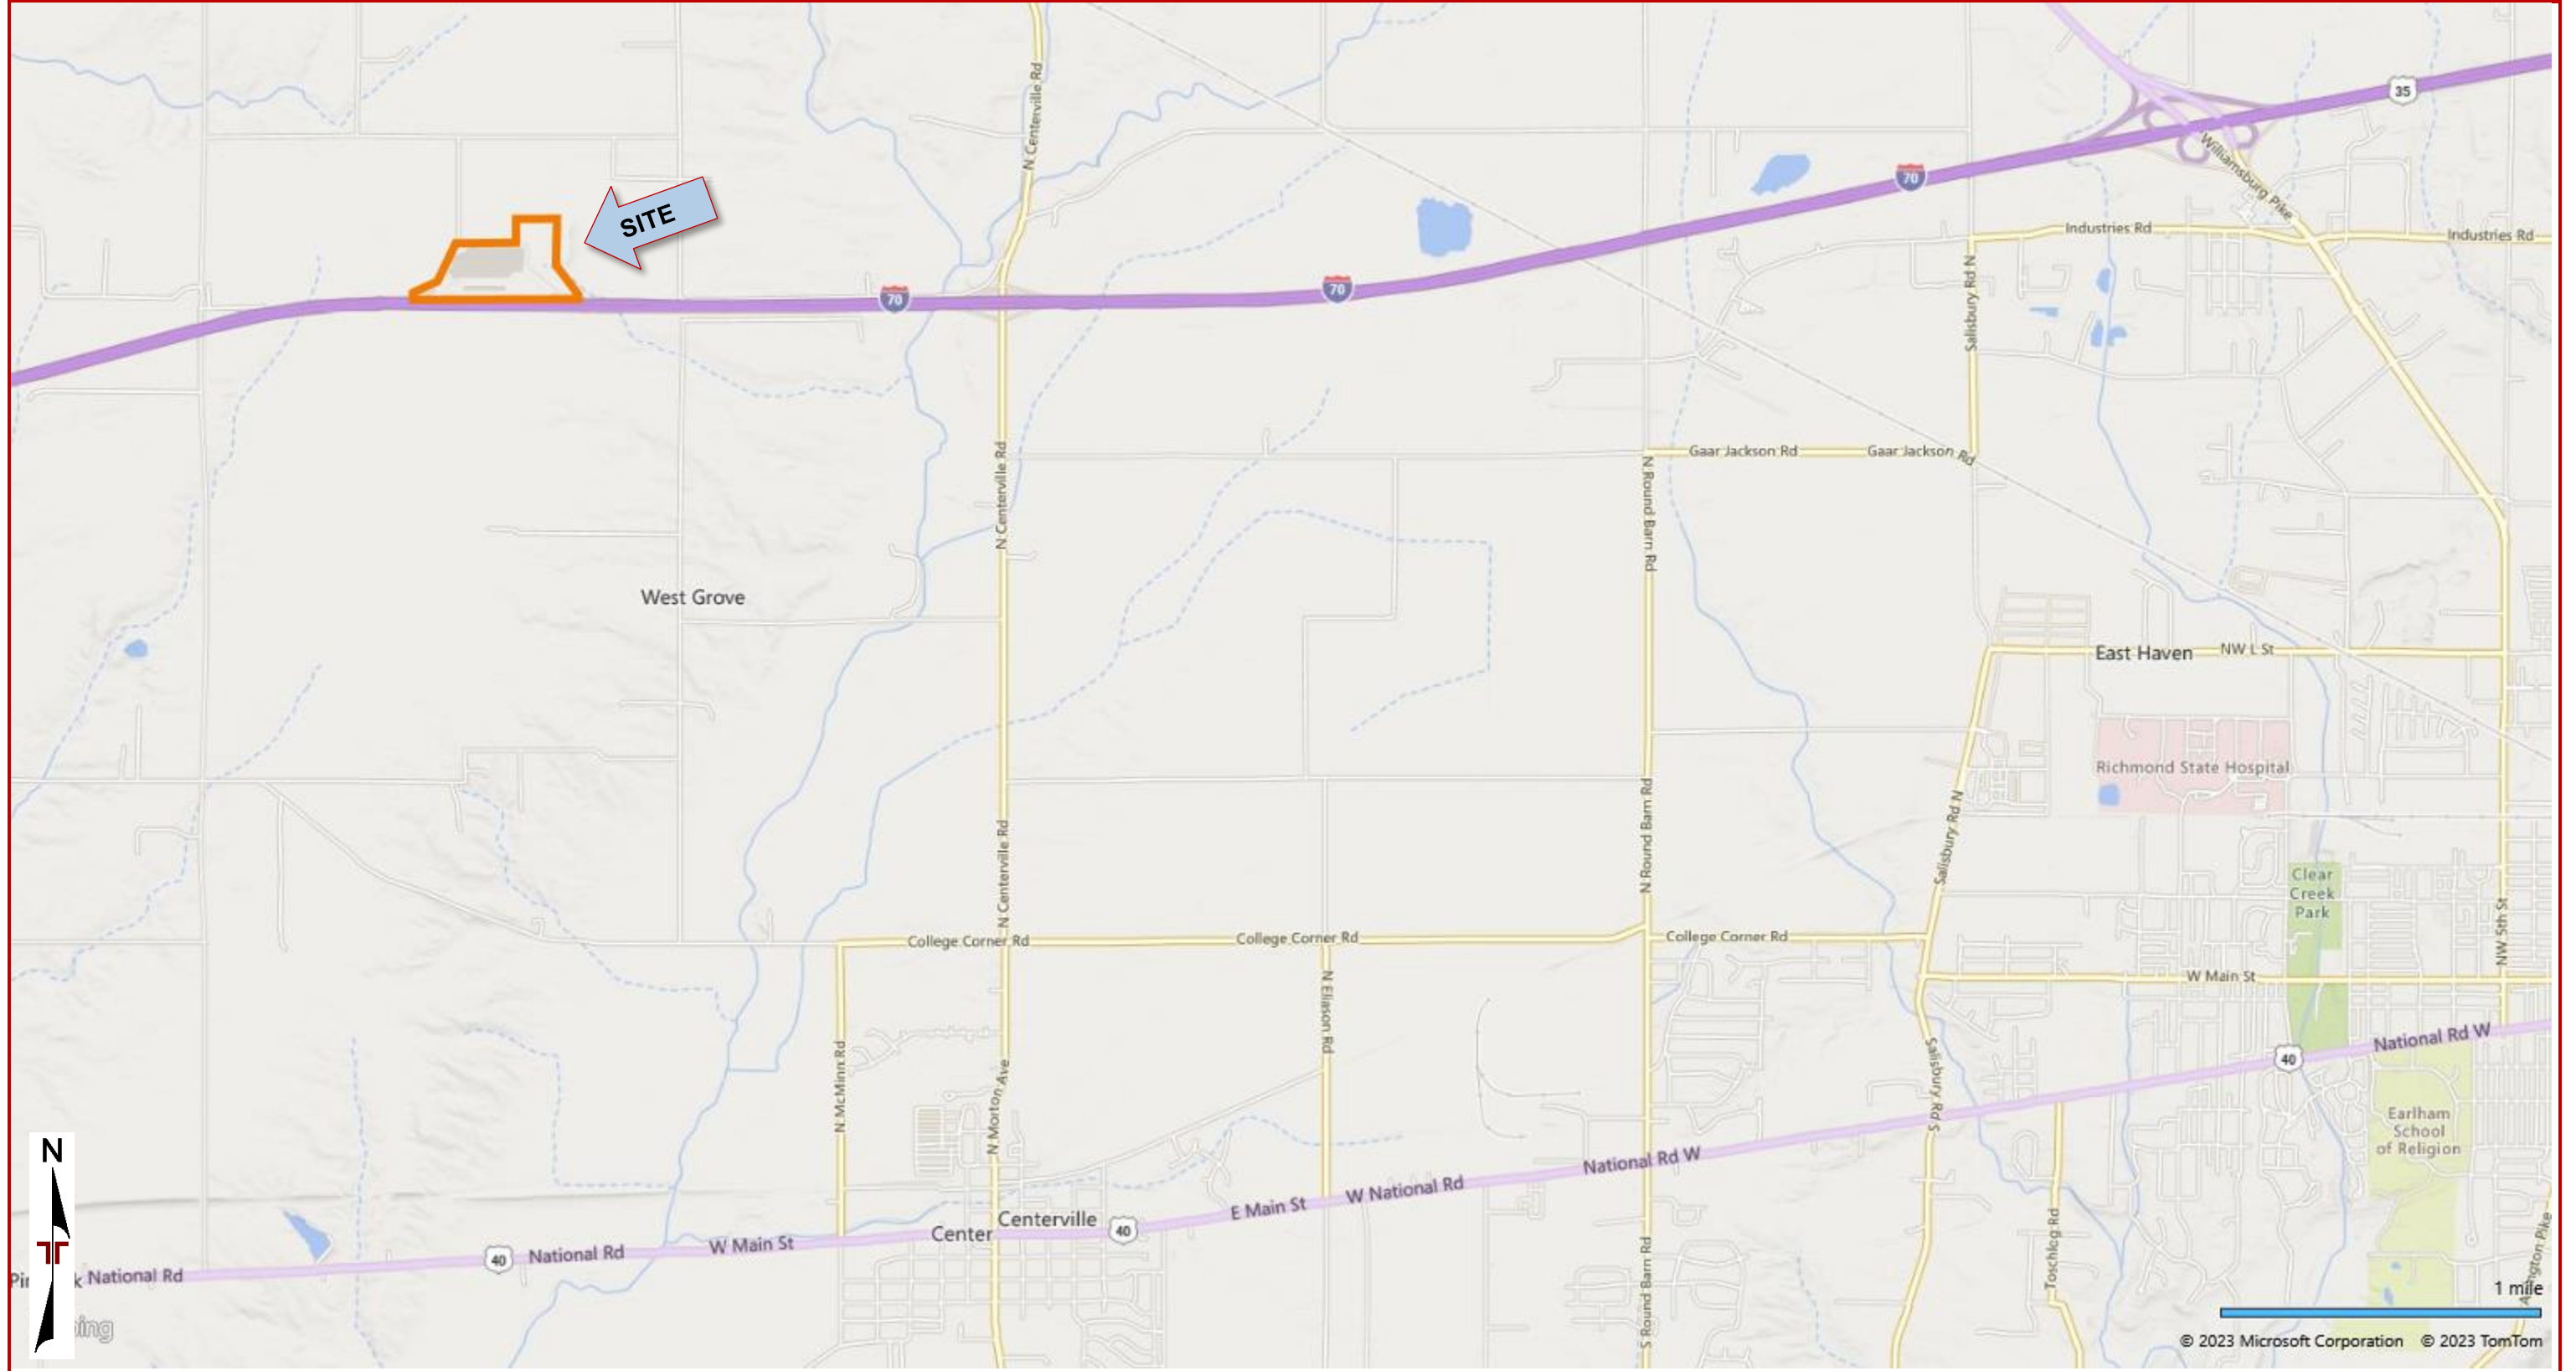 N Centerville Rd
35
Williamsburg Pike
70
SITE
Industries Rd
Industries Rd
Salisbury Rd N
70
70
N Centerville Rd
Gaar Jackson Rd
Gaar Jackson Rd
N Round Barn Rd
West Grove
East Haven
NW L St
Richmond State Hospital
N Centerville Rd
N Round Barn Rd
Salisbury Rd N
Clear
Creek
Park
NW 5th St
College Corner Rd
College Corner Rd
College Corner Rd
W Main St
N Eliason Rd
N McMinn Rd
N Morton Ave
Salisbury Rd S
National Rd W
40
Earlham
School
of Religion
N
National Rd W
W National Rd
E Main St
Centerville
Center
40
W Main St
National Rd
40
National Rd
S Round Barn Rd
Toschlog Rd
1 mile
© 2023 Microsoft Corporation © 2023 TomTom